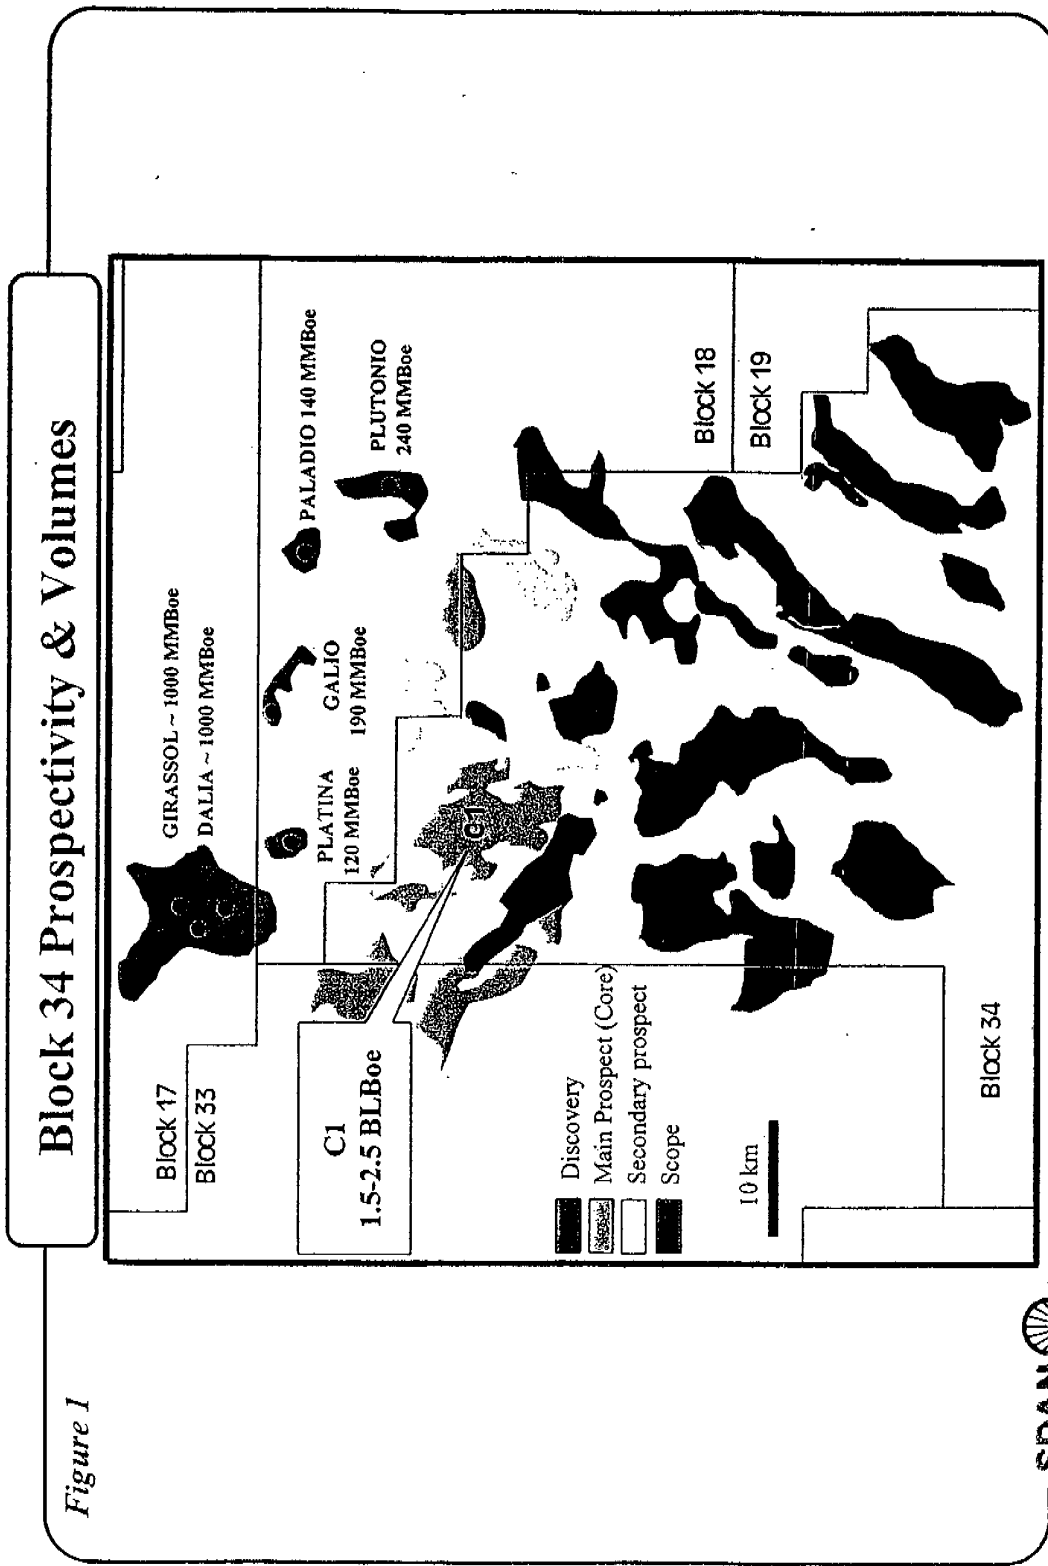 Figure 1
Block 34 Prospectivity & Volumes
Block 17
Block 33
GIRASSOL ~ 1000 MMBoe
DALIA ~ 1000 MMBoe
PLATINA
120 MMBoe
GALIO
190 MMBoe
PALADIO 140 MMBoe
PLUTONIO
240 MMBoe
C1
1.5-2.5 BLBoe
C1
Discovery
Main Prospect (Core)
Secondary prospect
Scope
10 km
Block 18
Block 19
Block 34